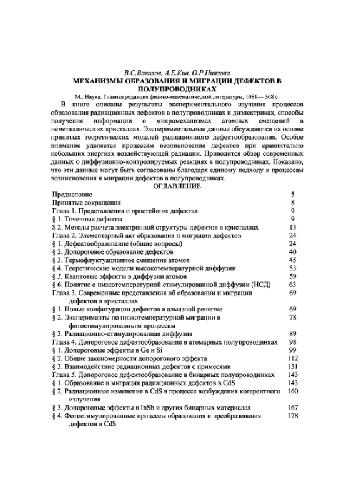 В.С.Вавилов, А.Е.Кив, О.Р.Ниязова
МЕХАНИЗМЫ ОБРАЗОВАНИЯ И МИГРАЦИИ ДЕФЕКТОВ В
ПОЛУПРОВОДНИКАХ
М.: Наука. Главная редакция физико-математической литературы, 1981.— 368 с.
В книге описаны результаты экспериментального изучения процессов
образования радиационных дефектов в полупроводниках и диэлектриках, способы
получения информации о микромеханизмах атомных смещений в
неметаллических кристаллах. Экспериментальные данные обсуждаются на основе
принятых теоретических моделей радиационного дефектообразования. Особое
внимание уделяется процессам возникновения дефектов при сравнительно
небольших энергиях воздействующей радиации. Приводится обзор современных
данных о диффузионно-контролируемых реакциях в полупроводниках. Показано,
что эти данные могут быть согласованы благодаря единому подходу к процессам
возникновения и миграции дефектов в полупроводниках.
ОГЛАВЛЕНИЕ
Предисловие 5
Принятые сокращения 8
Глава 1. Представления о простейших дефектах 9
§ 1. Точечные дефекты 9
§ 2. Методы расчета электронной структуры дефектов в кристаллах 13
Глава 2. Элементарный акт образования и миграции дефектов 24
§ 1. Дефектообразование (общие вопросы) 24
§ 2. Допороговое образование дефектов 40
§ 3. Термофлуктуационное смещение атомов 45
§ 4. Теоретические модели высокотемпературной диффузии 53
§ 5. Квантовые эффекты в диффузии атомов 59
§ 6. Понятие о низкотемпературной стимулированной диффузии (НСД) 63
Глава 3. Современные представления об образовании и миграции 69
дефектов в кристаллах
§ 1. Новые конфигурации дефектов в алмазной решетке 69
§ 2. Эксперименты по низкотемпературной миграции и 78
фотостимулированным процессам
§ 3. Радиационно-стимулированная диффузия 89
Глава 4. Допороговое дефектообразование в атомарных полупроводниках 98
§ 1. Допороговые эффекты в Ge и Si 99
§ 2. Общие закономерности допорогового эффекта 112
§ 3. Взаимодействие радиационных дефектов с примесями 131
Глава 5. Допороговое дефектообразование в бинарных полупроводниках 143
§ 1. Образование и миграция радиационных дефектов в CdS 143
§ 2. Радиационные изменения в CdS в процессе возбуждения когерентного 160
излучения
§ 3. Допороговые эффекты в InSb и других бинарных материалах 167
§ 4. Фотостимулированные процессы образования и преобразования 178
дефектов в CdS